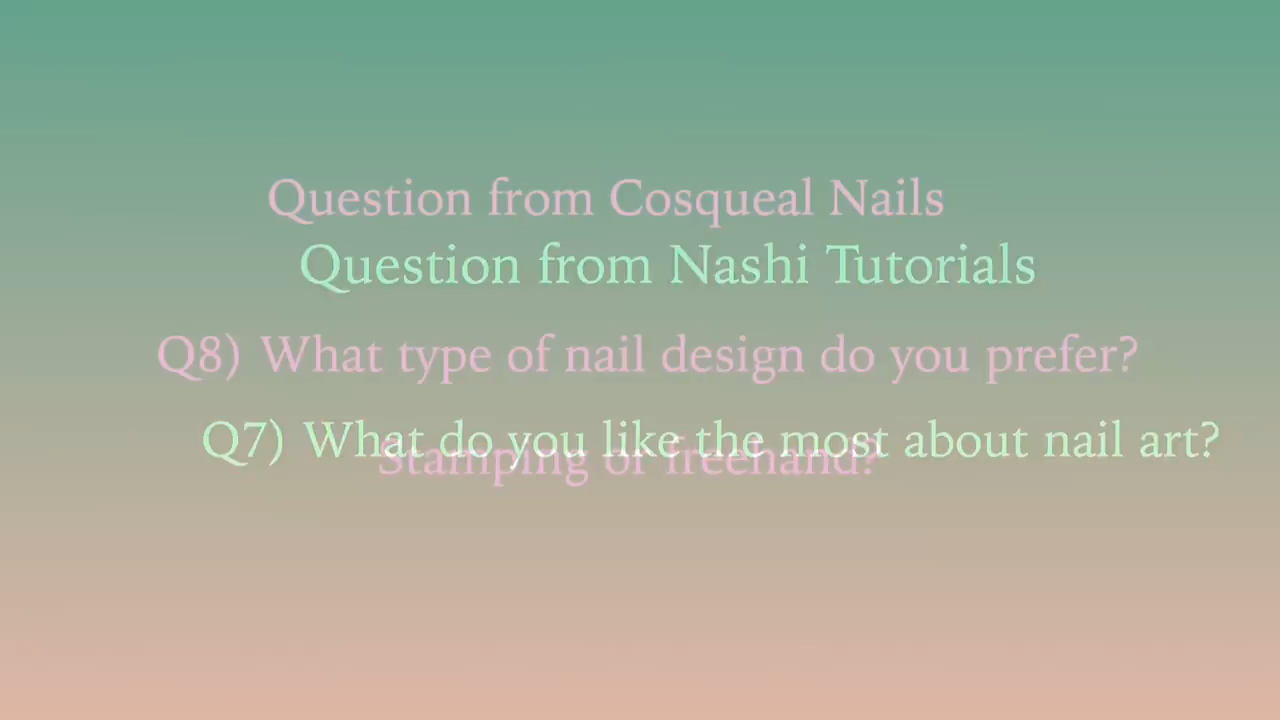 Question from Cosqueal Nails
Question from Nashi Tutorials
Q8) What type of nail design do you prefer?
Q7) What do you like the most about nail art?
Stamping or freehand?